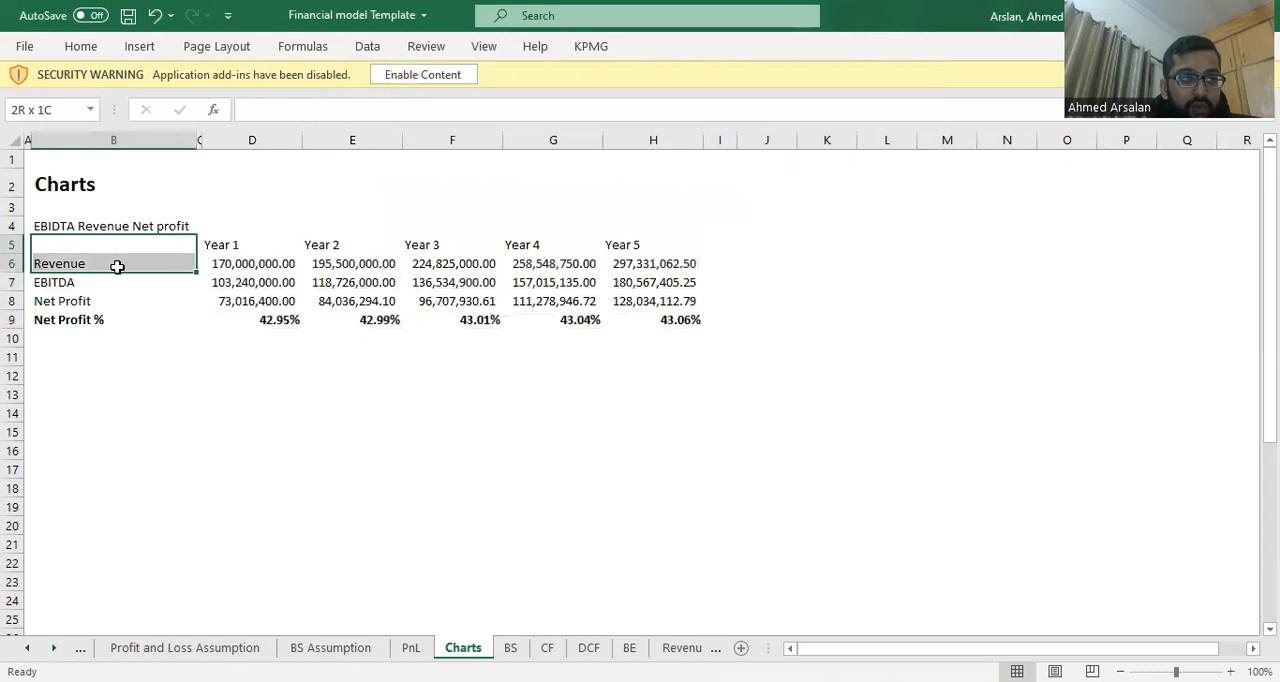 AutoSave Off Financial model Template Search Arslan, Ahmed
File Home Insert Page Layout Formulas Data Review View Help KPMG
SECURITY WARNING Application add-ins have been disabled. Enable Content
Ahmed Arsalan
2R x 1C fx
A B C D E F G H I J K L M N O P Q R
1
2 Charts
3
4 EBIDTA Revenue Net profit
5 Year 1 Year 2 Year 3 Year 4 Year 5
6 Revenue 170,000,000.00 195,500,000.00 224,825,000.00 258,548,750.00 297,331,062.50
7 EBITDA 103,240,000.00 118,726,000.00 136,534,900.00 157,015,135.00 180,567,405.25
8 Net Profit 73,016,400.00 84,036,294.10 96,707,930.61 111,278,946.72 128,034,112.79
9 Net Profit % 42.95% 42.99% 43.01% 43.04% 43.06%
10
11
12
13
14
15
16
17
18
19
20
21
22
23
24
25
... Profit and Loss Assumption BS Assumption PnL Charts BS CF DCF BE Revenu ...
Ready 100%